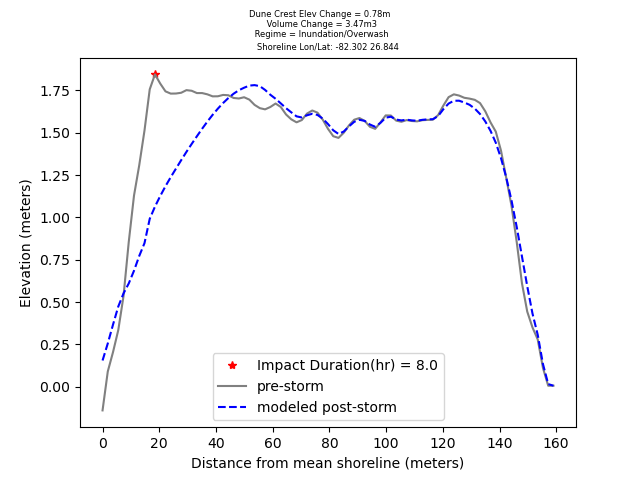 Dune Crest Elev Change = 0.78m
Volume Change = 3.47m3
Regime = Inundation/Overwash
Shoreline Lon/Lat: -82.302 26.844
1.75
1.50
1.25
1.00
0.75
0.50
0.25
0.00
Elevation (meters)
Impact Duration(hr) = 8.0
pre-storm
modeled post-storm
0 20 40 60 80 100 120 140 160
Distance from mean shoreline (meters)